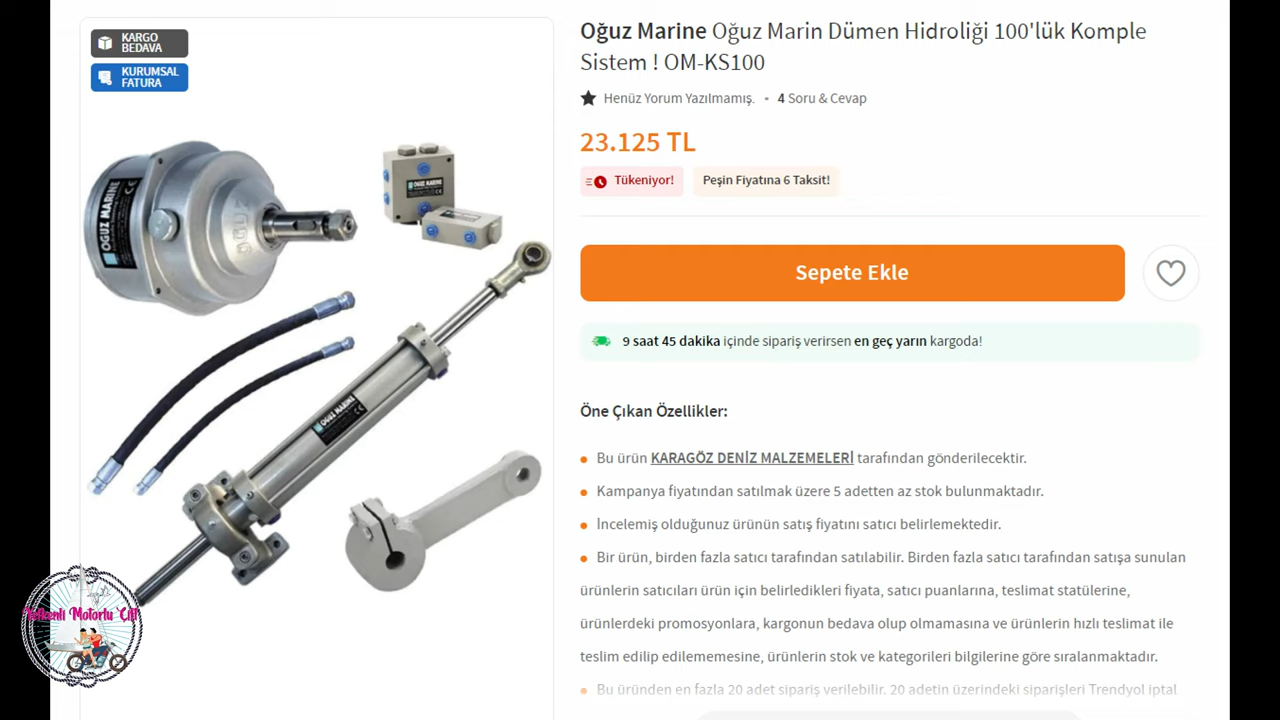 KARGO
BEDAVA
KURUMSAL
FATURA
OĞUZ MARINE
OĞUZ
OĞUZ MARINE
OĞUZ MARINE
Yelkenli Motorlu Çift
Oğuz Marine Oğuz Marin Dümen Hidroliği 100'lük Komple
Sistem ! OM-KS100
Henüz Yorum Yazılmamış. • 4 Soru & Cevap
23.125 TL
Tükeniyor! Peşin Fiyatına 6 Taksit!
Sepete Ekle
9 saat 45 dakika içinde sipariş verirsen en geç yarın kargoda!
Öne Çıkan Özellikler:
Bu ürün KARAGÖZ DENİZ MALZEMELERİ tarafından gönderilecektir.
Kampanya fiyatından satılmak üzere 5 adetten az stok bulunmaktadır.
İncelemiş olduğunuz ürünün satış fiyatını satıcı belirlemektedir.
Bir ürün, birden fazla satıcı tarafından satılabilir. Birden fazla satıcı tarafından satışa sunulan
ürünlerin satıcıları ürün için belirledikleri fiyata, satıcı puanlarına, teslimat statülerine,
ürünlerdeki promosyonlara, kargonun bedava olup olmamasına ve ürünlerin hızlı teslimat ile
teslim edilip edilememesine, ürünlerin stok ve kategorileri bilgilerine göre sıralanmaktadır.
Bu üründen en fazla 20 adet sipariş verilebilir. 20 adetin üzerindeki siparişleri Trendyol iptal